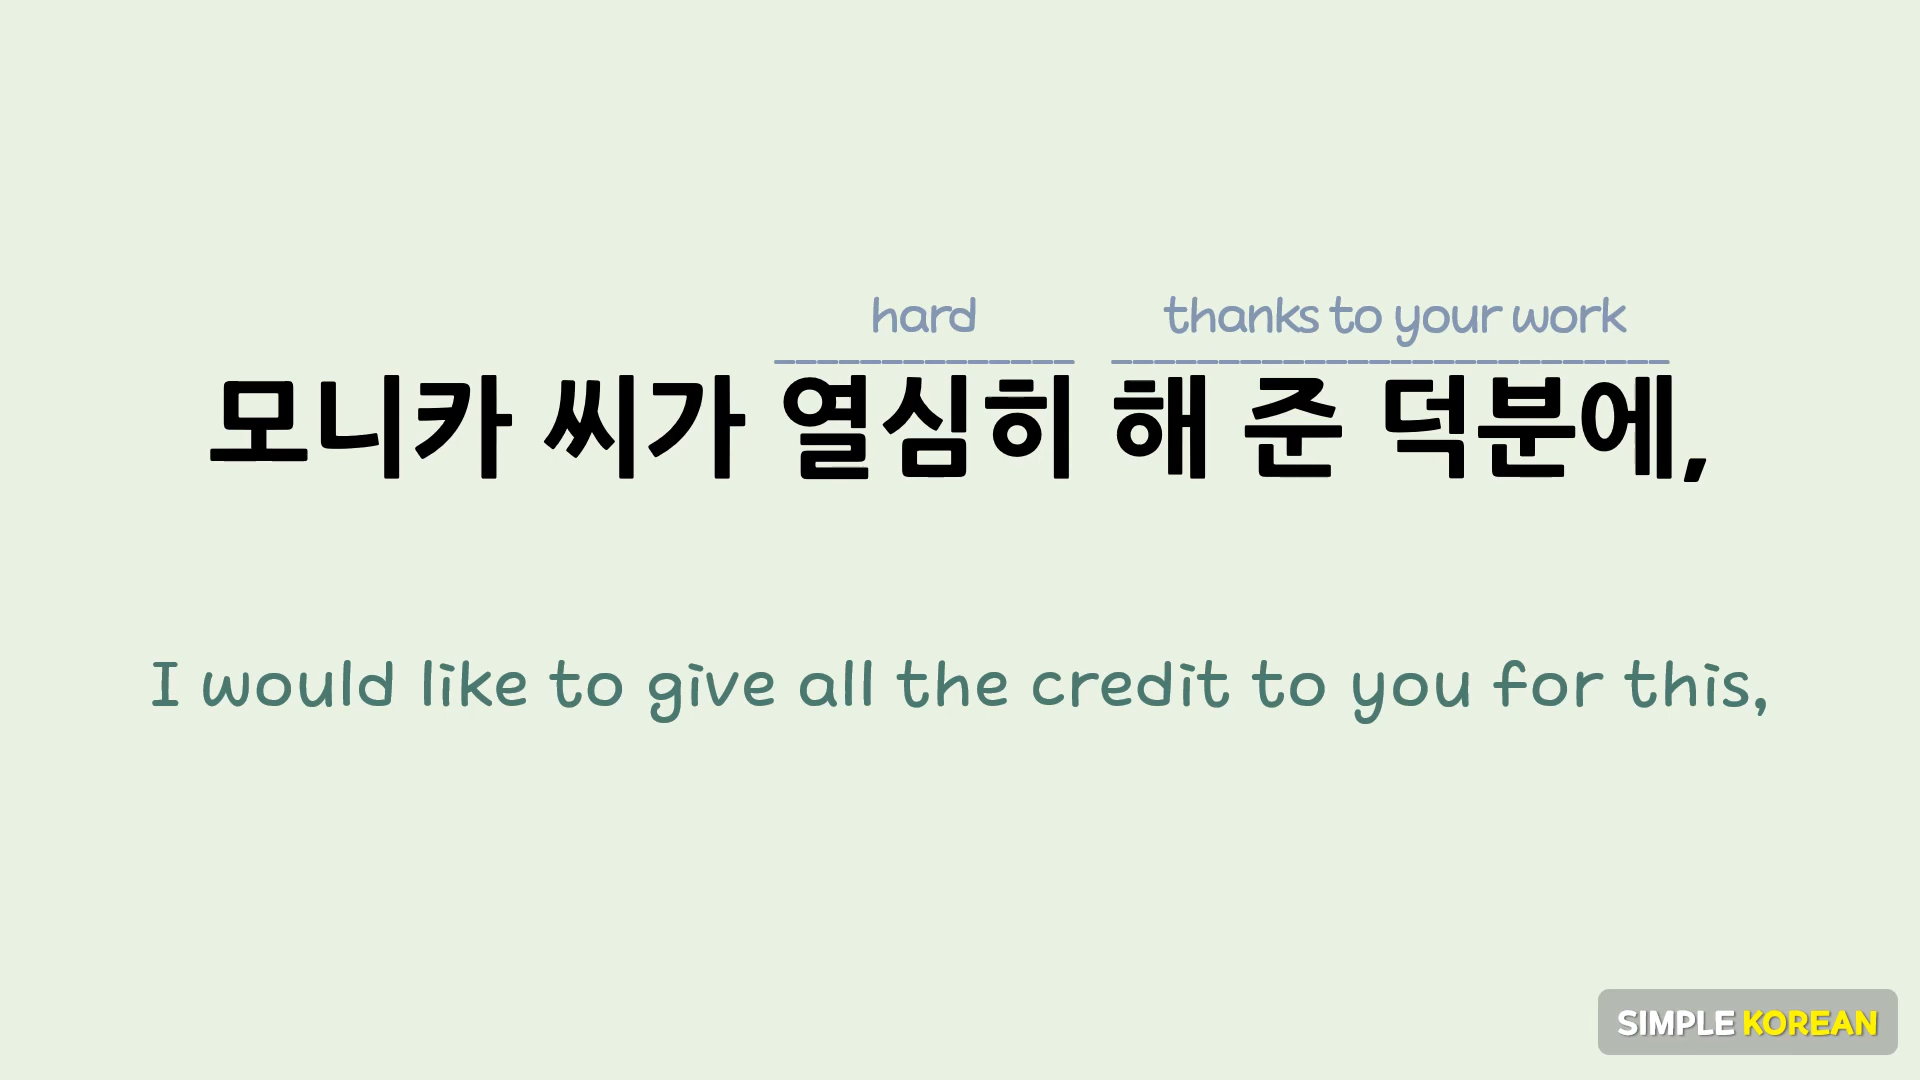 hard thanks to your work
모니카 씨가 열심히 해 준 덕분에,
I would like to give all the credit to you for this,
SIMPLE KOREAN